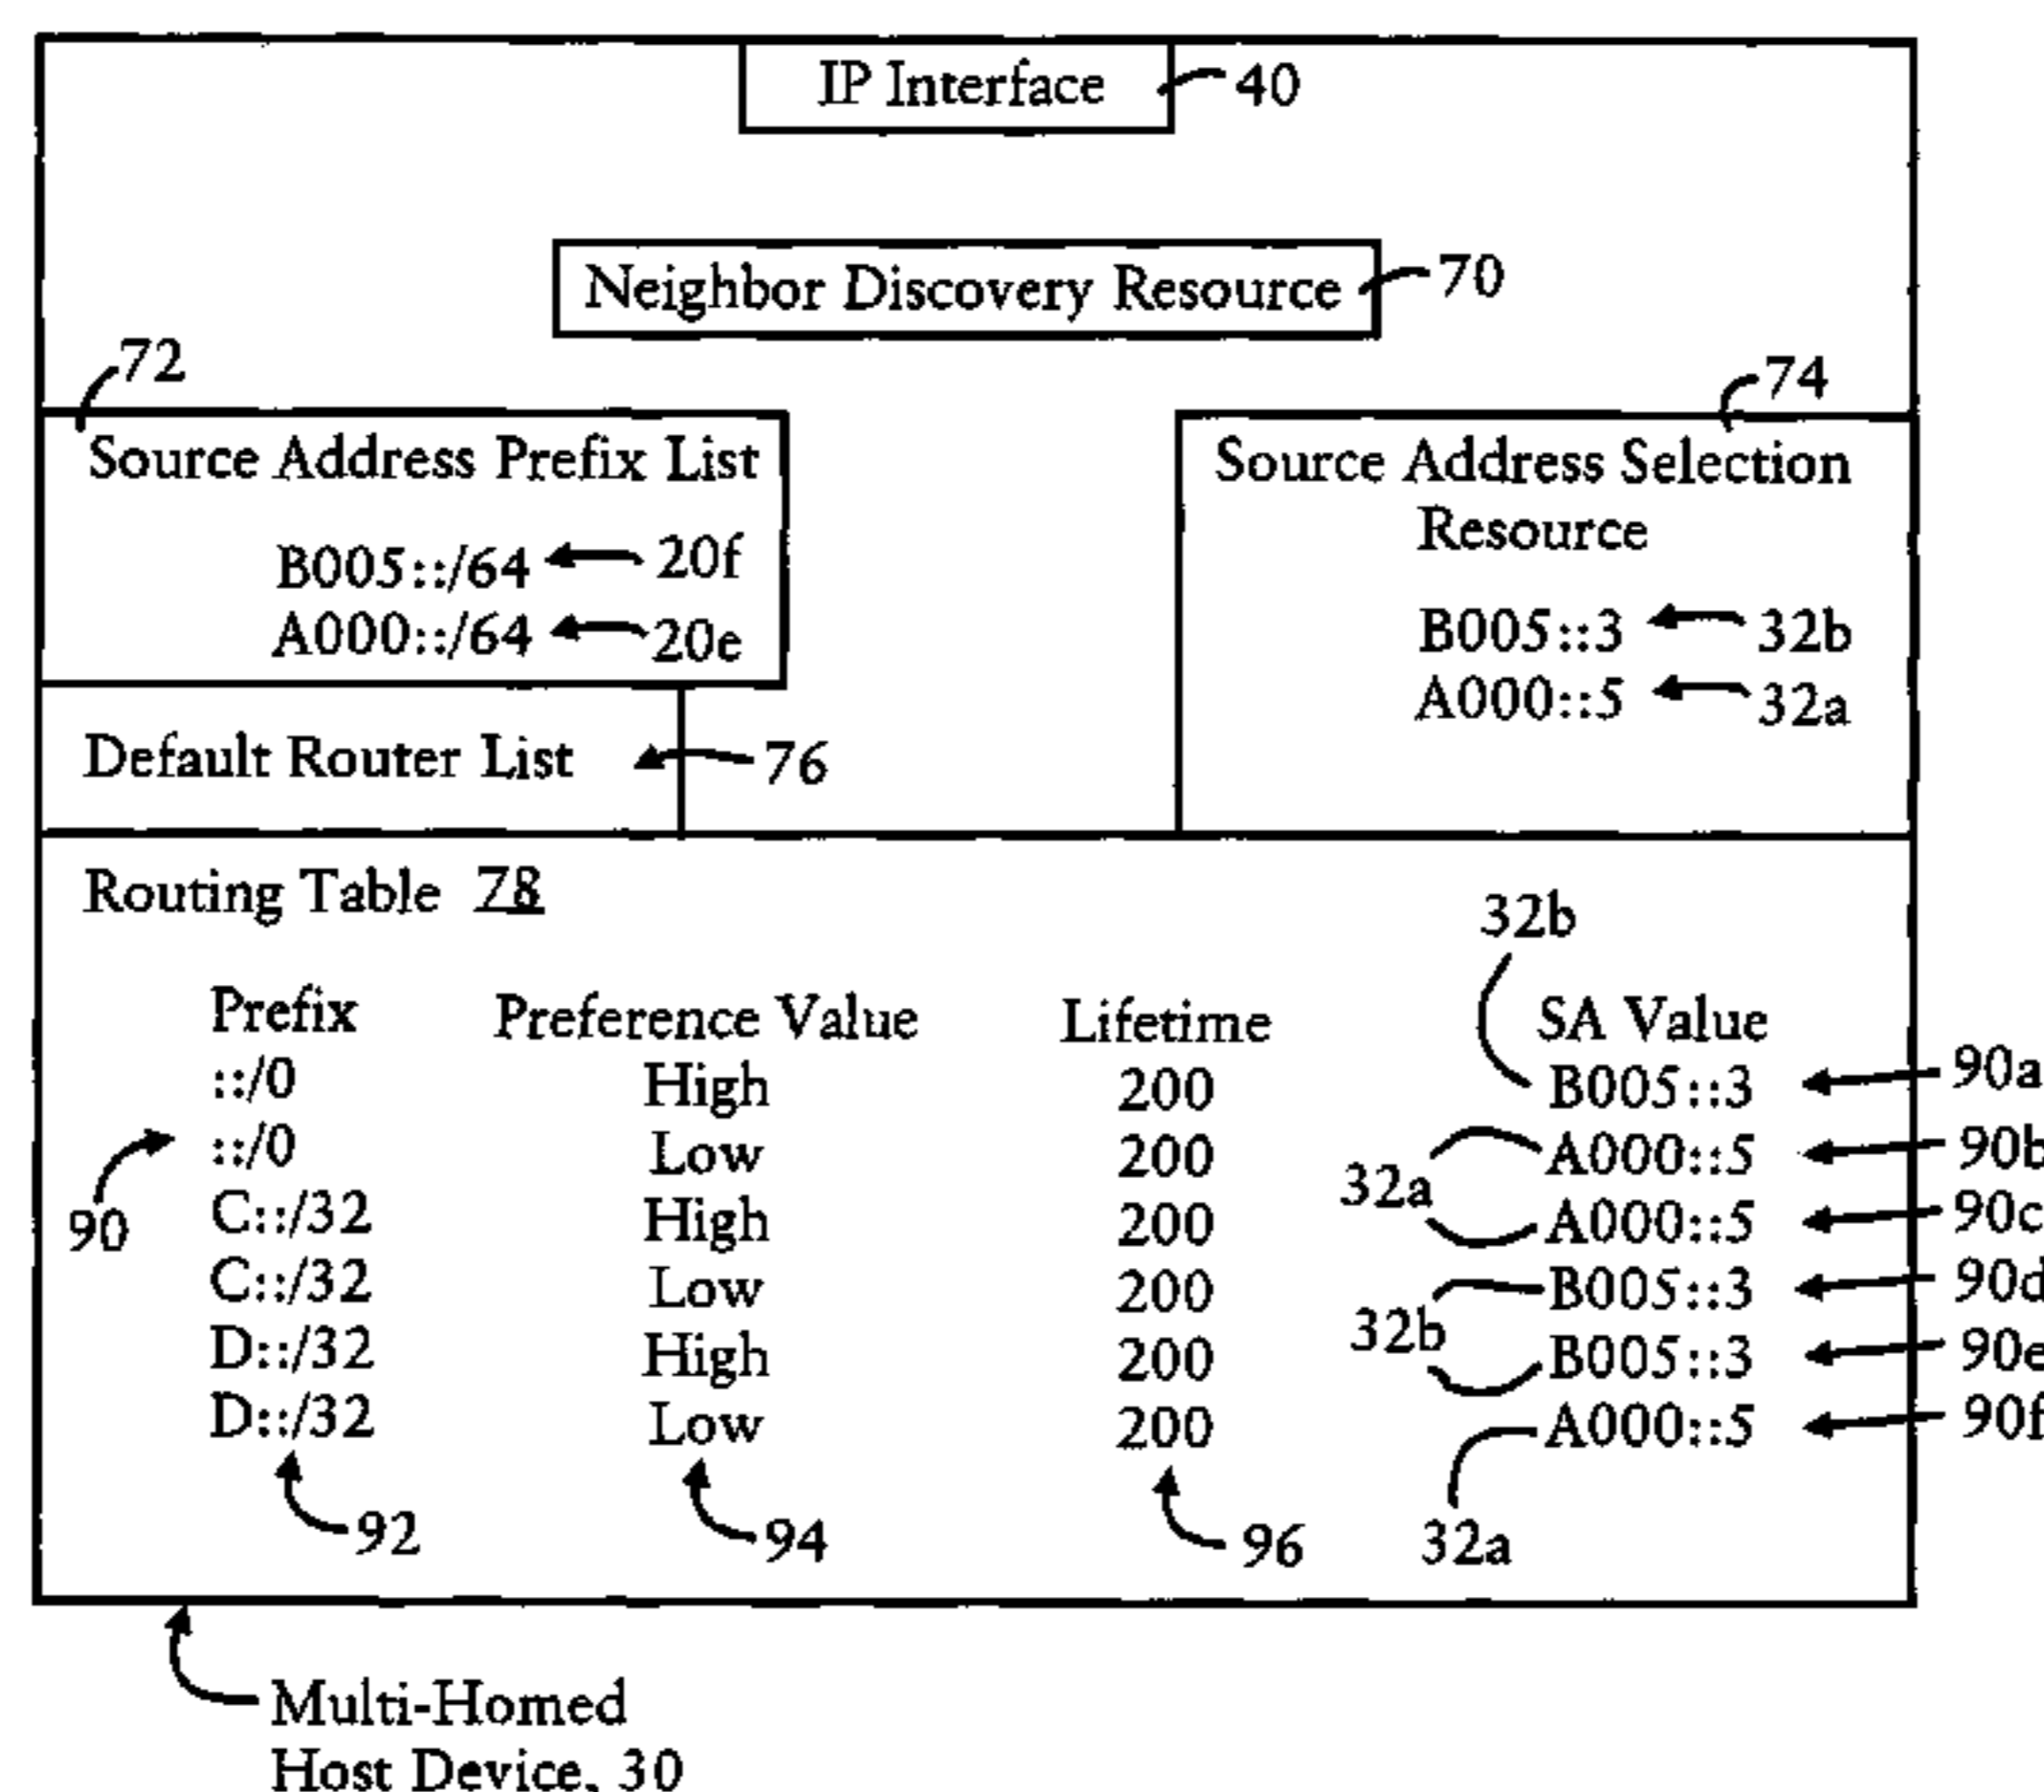 IP Interface 40
Neighbor Discovery Resource 70
72
74
Source Address Prefix List
B005::/64 20f
A000::/64 20e
Source Address Selection
Resource
B005::3 32b
A000::5 32a
Default Router List 76
Routing Table 78
32b
Prefix Preference Value Lifetime SA Value
::/0 High 200 B005::3 90a
::/0 Low 200 A000::5 90b
90 32a
C::/32 High 200 A000::5 90c
C::/32 Low 200 B005::3 90d
32b
D::/32 High 200 B005::3 90e
D::/32 Low 200 A000::5 90f
92 94 96 32a
Multi-Homed
Host Device, 30